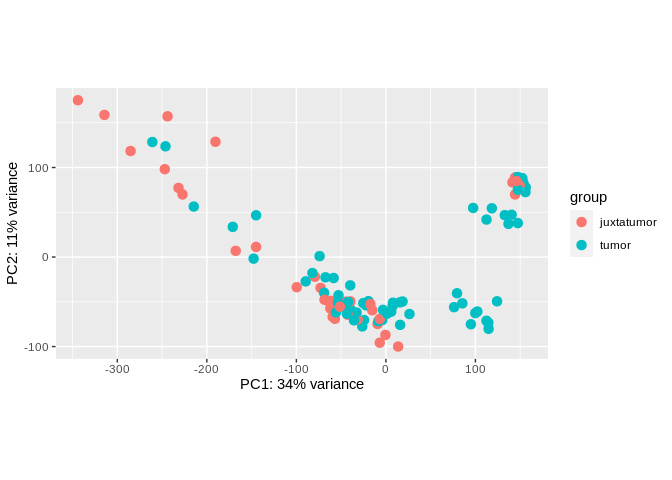 100
0
-100
PC2: 11% variance
-300
-200
-100
0
100
PC1: 34% variance
group
juxtatumor
tumor